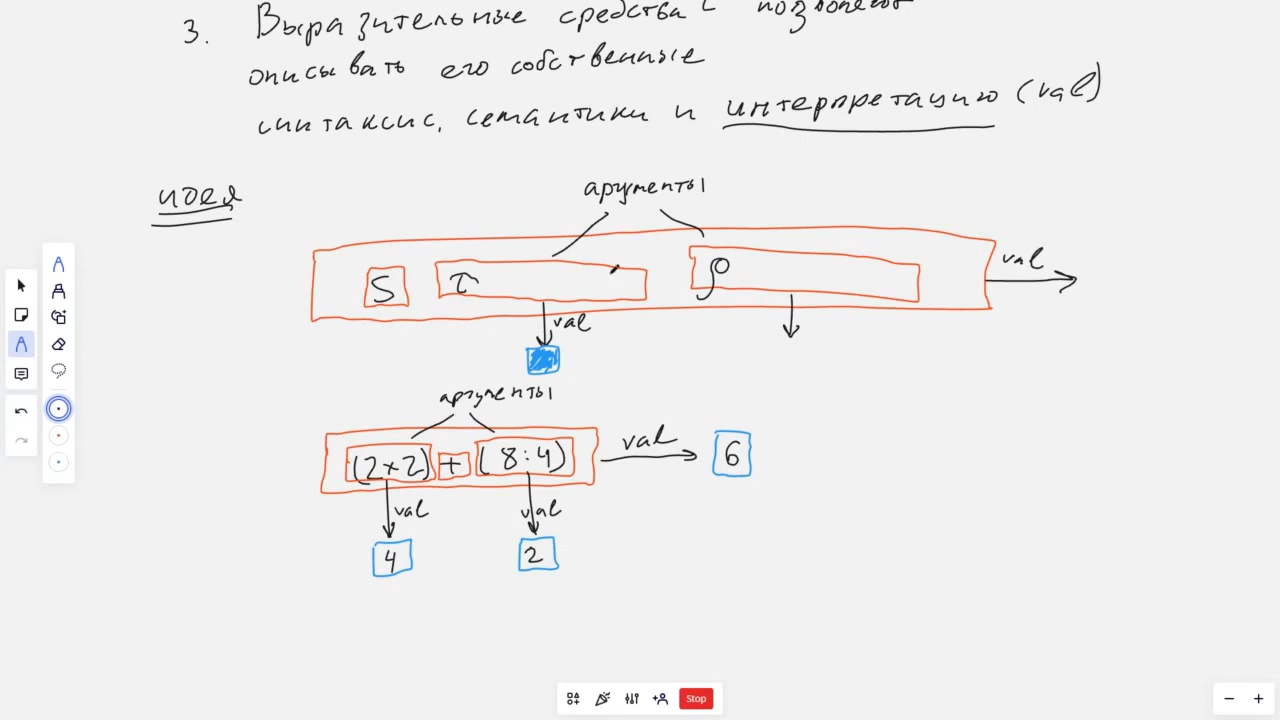 3. Выразительные средства L позволяют
описывать его собственные
синтаксис, семантики и интерпретацию (val)
идея
аргументы
S τ ρ val
val
аргументы
(2×2) + (8:4) val 6
val val
4 2
Stop